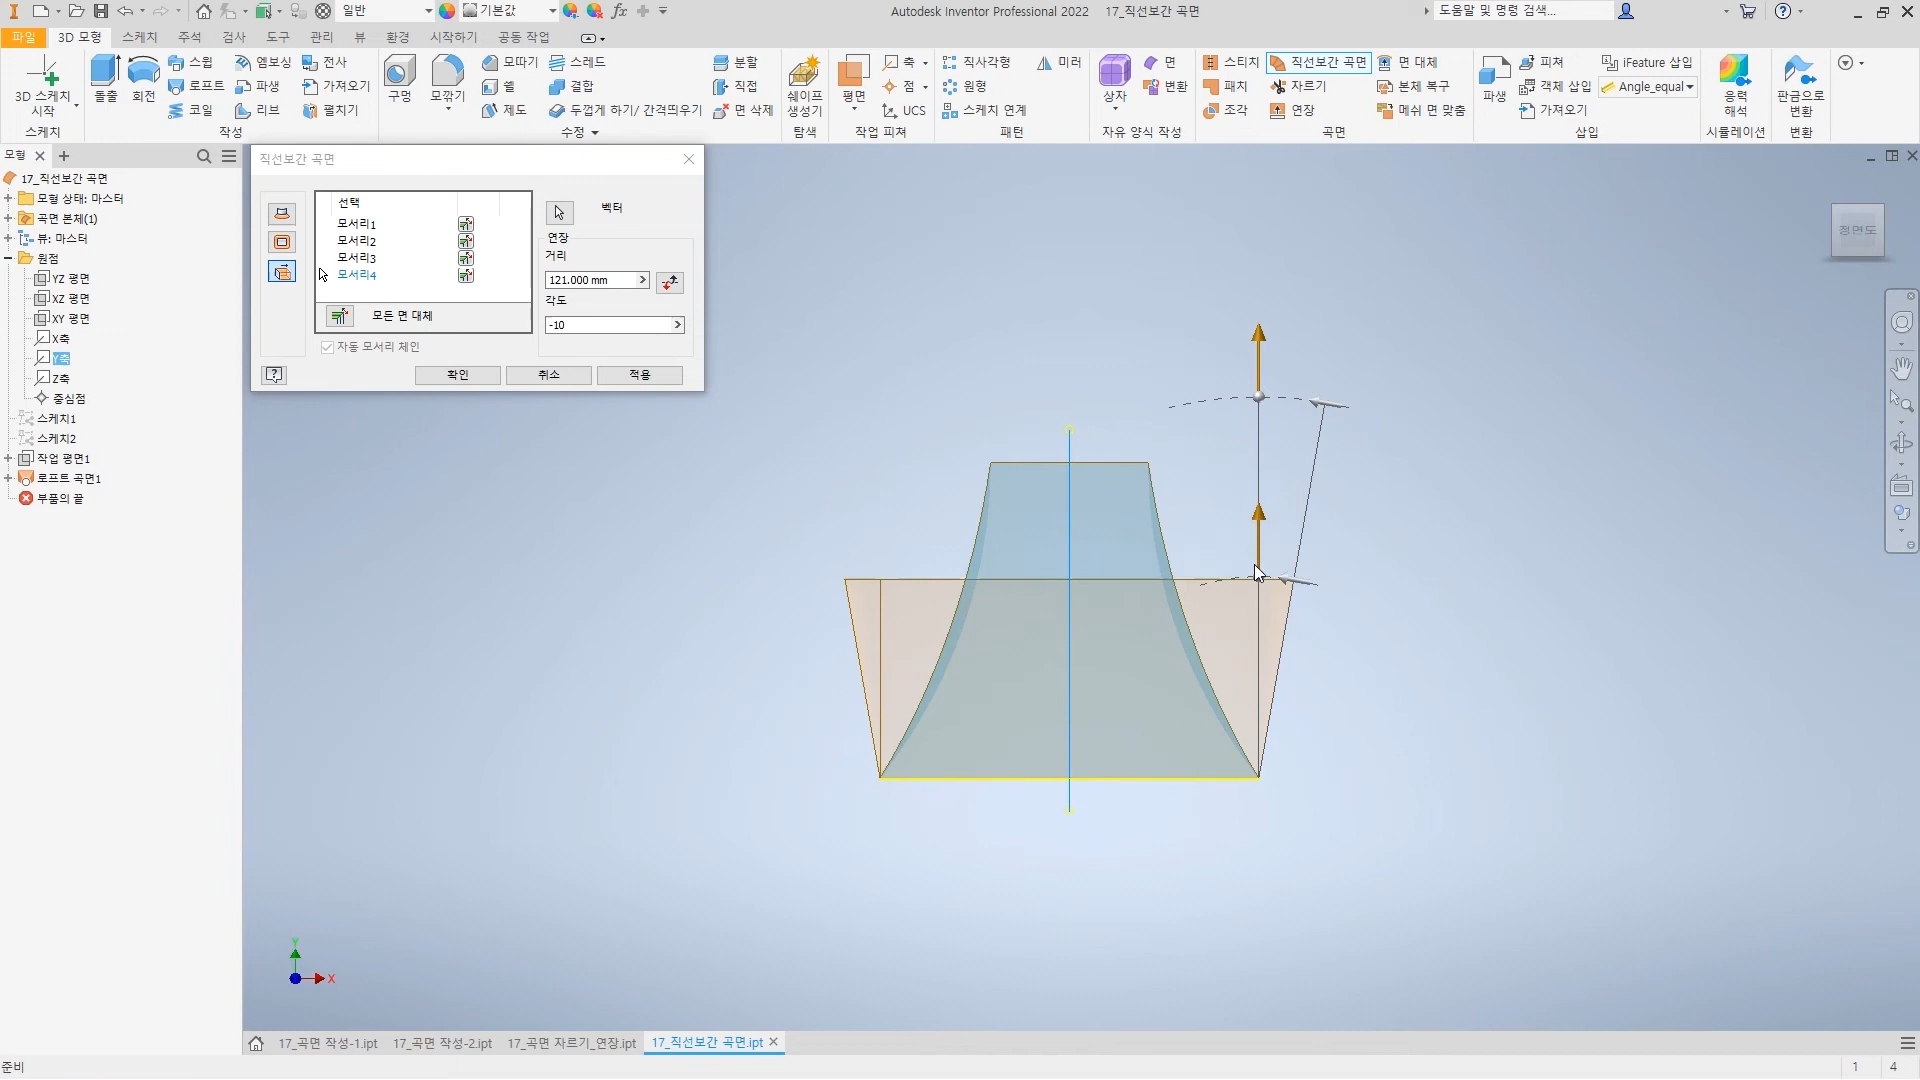 일반
기본값
Autodesk Inventor Professional 2022 17_직선보간 곡면
도움말 및 명령 검색...
파일 3D 모형 스케치 주석 검사 도구 관리 뷰 환경 시작하기 공동 작업
3D 스케치 시작
스케치
돌출 회전
스윕 엠보싱 전사
로프트 파생 가져오기
코일 리브 펼치기
작성
구멍 모깎기
모따기 스레드 분할
쉘 결합 직접
제도 두껍게 하기/ 간격띄우기 면 삭제
수정
쉐이프 생성기
탐색
평면
축
점
UCS
작업 피쳐
직사각형 미러
원형
스케치 연계
패턴
상자
면
변환
자유 양식 작성
스티치 직선보간 곡면 면 대체
패치 자르기 본체 복구
조각 연장 메쉬 면 맞춤
곡면
파생
피쳐 iFeature 삽입
객체 삽입 Angle_equal
가져오기
삽입
응력 해석
시뮬레이션
판금으로 변환
변환
모형
17_직선보간 곡면
모형 상태: 마스터
곡면 본체(1)
뷰: 마스터
원점
YZ 평면
XZ 평면
XY 평면
X축
Y축
Z축
중심점
스케치1
스케치2
작업 평면1
로프트 곡면1
부품의 끝
직선보간 곡면
선택
모서리1
모서리2
모서리3
모서리4
모든 면 대체
자동 모서리 체인
벡터
연장
거리
121.000 mm
각도
-10
확인 취소 적용
정면도
Y
X
17_곡면 작성-1.ipt 17_곡면 작성-2.ipt 17_곡면 자르기_연장.ipt 17_직선보간 곡면.ipt
준비
1 4